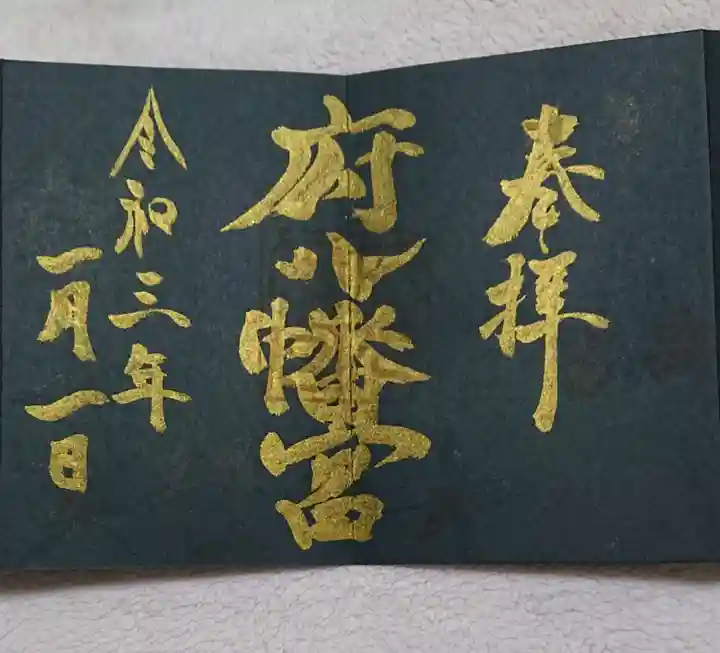 奉拝
府八幡宮
令和三年
一月一日